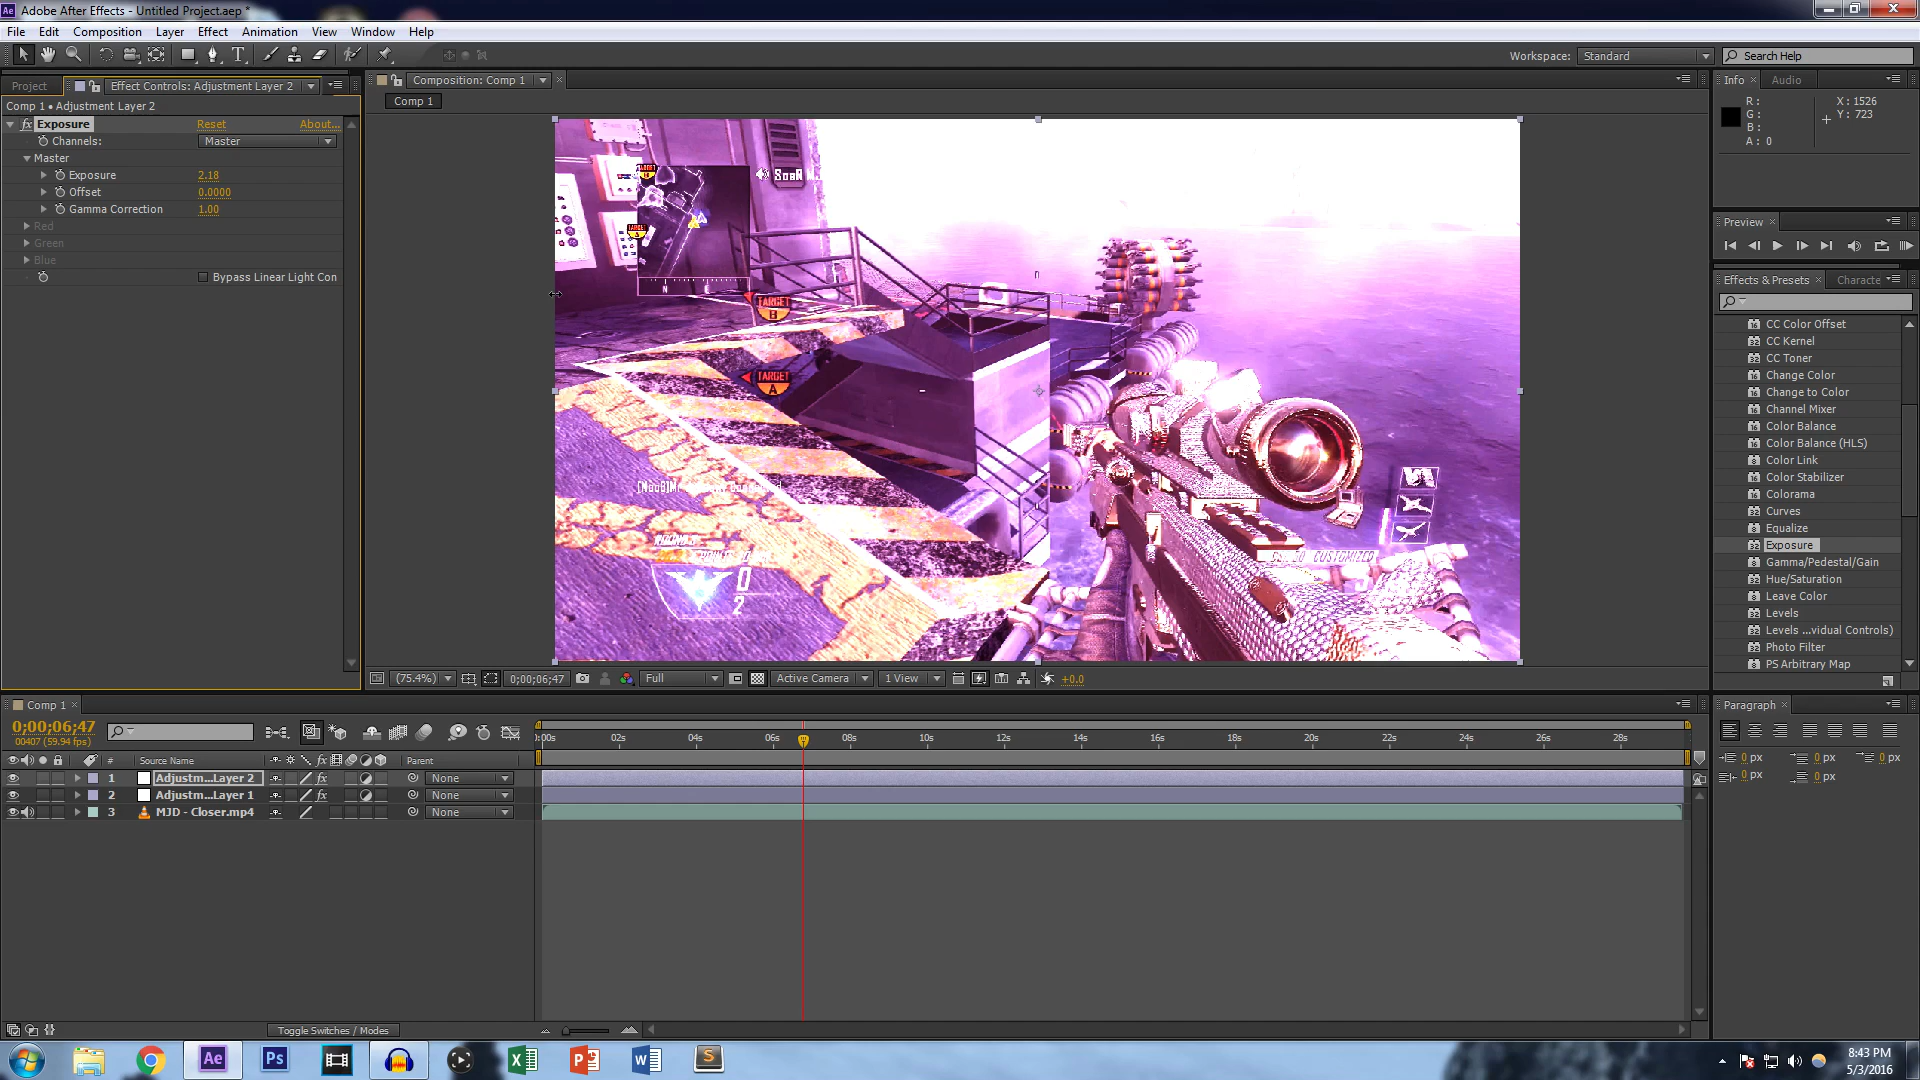 Adobe After Effects - Untitled Project.aep *
File Edit Composition Layer Effect Animation View Window Help
Workspace: Standard Search Help
Project Effect Controls: Adjustment Layer 2
Comp 1 • Adjustment Layer 2
Exposure Reset About...
Channels: Master
Master
Exposure 2.18
Offset 0.0000
Gamma Correction 1.00
Red
Green
Blue
Bypass Linear Light Con
Composition: Comp 1
Comp 1
TARGET
B
TARGET
A
N
TARGET
B
TARGET
A
0
2
(75.4%) 0;00;06;47 Full Active Camera 1 View +0.0
Info Audio
R :
G :
B :
A : 0
X : 1526
Y : 723
Preview
Effects & Presets Characte
CC Color Offset
CC Kernel
CC Toner
Change Color
Change to Color
Channel Mixer
Color Balance
Color Balance (HLS)
Color Link
Color Stabilizer
Colorama
Curves
Equalize
Exposure
Gamma/Pedestal/Gain
Hue/Saturation
Leave Color
Levels
Levels ...vidual Controls)
Photo Filter
PS Arbitrary Map
Comp 1
0;00;06;47
00407 (59.94 fps)
# Source Name Parent
1 Adjustm...Layer 2 None
2 Adjustm...Layer 1 None
3 MJD - Closer.mp4 None
:00s 02s 04s 06s 08s 10s 12s 14s 16s 18s 20s 22s 24s 26s 28s
Toggle Switches / Modes
Paragraph
0 px 0 px 0 px
0 px 0 px
8:43 PM
5/3/2016